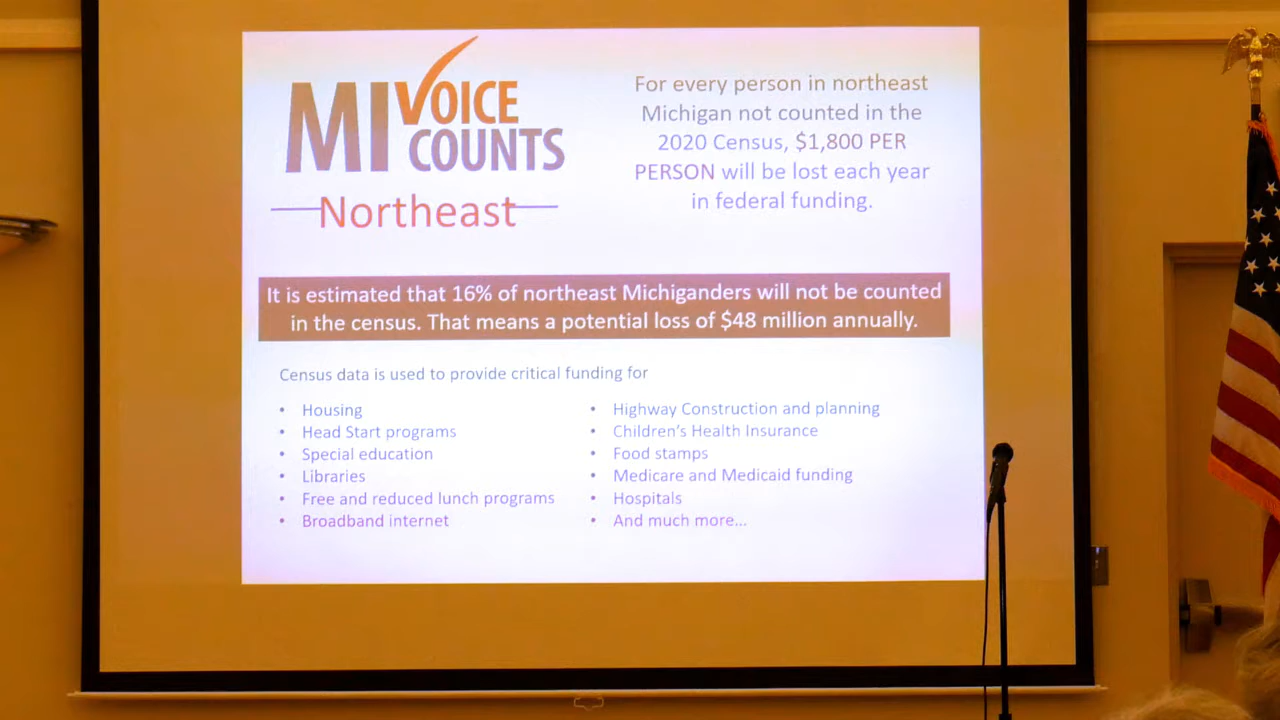 MI VOICE
COUNTS
Northeast
For every person in northeast
Michigan not counted in the
2020 Census, $1,800 PER
PERSON will be lost each year
in federal funding.
It is estimated that 16% of northeast Michiganders will not be counted
in the census. That means a potential loss of $48 million annually.
Census data is used to provide critical funding for
• Housing
• Head Start programs
• Special education
• Libraries
• Free and reduced lunch programs
• Broadband internet
• Highway Construction and planning
• Children's Health Insurance
• Food stamps
• Medicare and Medicaid funding
• Hospitals
• And much more...